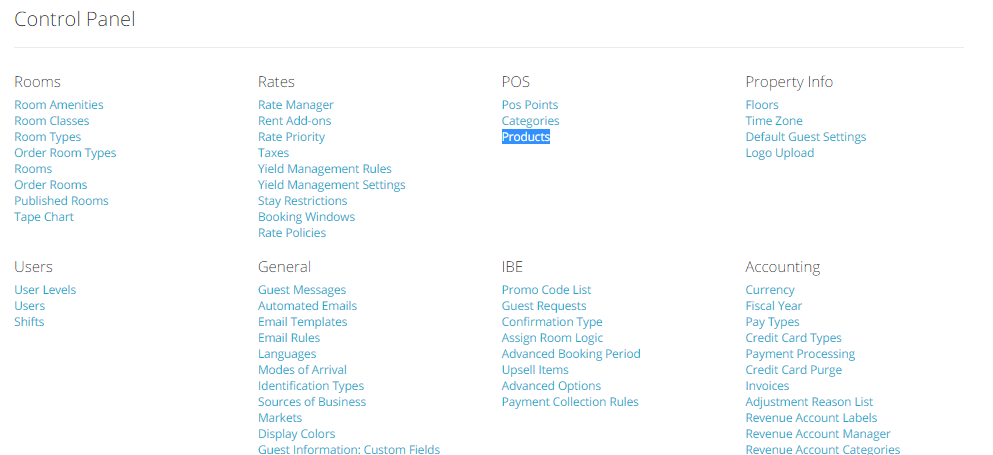 Control Panel
Rooms
Room Amenities
Room Classes
Room Types
Order Room Types
Rooms
Order Rooms
Published Rooms
Tape Chart
Rates
Rate Manager
Rent Add-ons
Rate Priority
Taxes
Yield Management Rules
Yield Management Settings
Stay Restrictions
Booking Windows
Rate Policies
POS
Pos Points
Categories
Products
Property Info
Floors
Time Zone
Default Guest Settings
Logo Upload
Users
User Levels
Users
Shifts
General
Guest Messages
Automated Emails
Email Templates
Email Rules
Languages
Modes of Arrival
Identification Types
Sources of Business
Markets
Display Colors
Guest Information: Custom Fields
IBE
Promo Code List
Guest Requests
Confirmation Type
Assign Room Logic
Advanced Booking Period
Upsell Items
Advanced Options
Payment Collection Rules
Accounting
Currency
Fiscal Year
Pay Types
Credit Card Types
Payment Processing
Credit Card Purge
Invoices
Adjustment Reason List
Revenue Account Labels
Revenue Account Manager
Revenue Account Categories